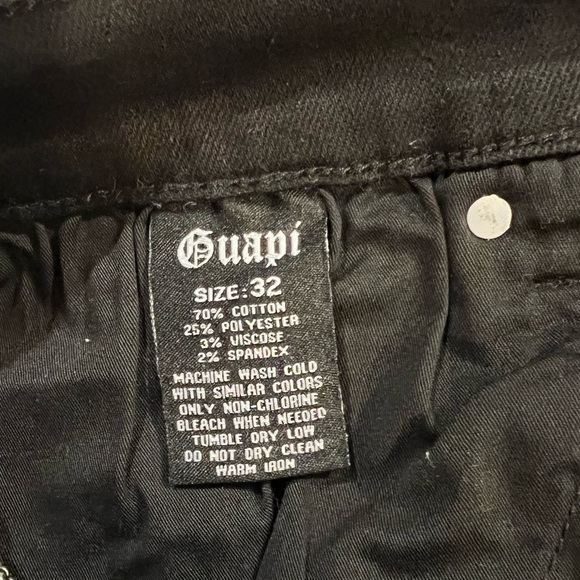 Guapi
SIZE:32
70% COTTON
25% POLYESTER
3% VISCOSE
2% SPANDEX
MACHINE WASH COLD
WITH SIMILAR COLORS
ONLY NON-CHLORINE
BLEACH WHEN NEEDED
TUMBLE DRY LOW
DO NOT DRY CLEAN
WARM IRON